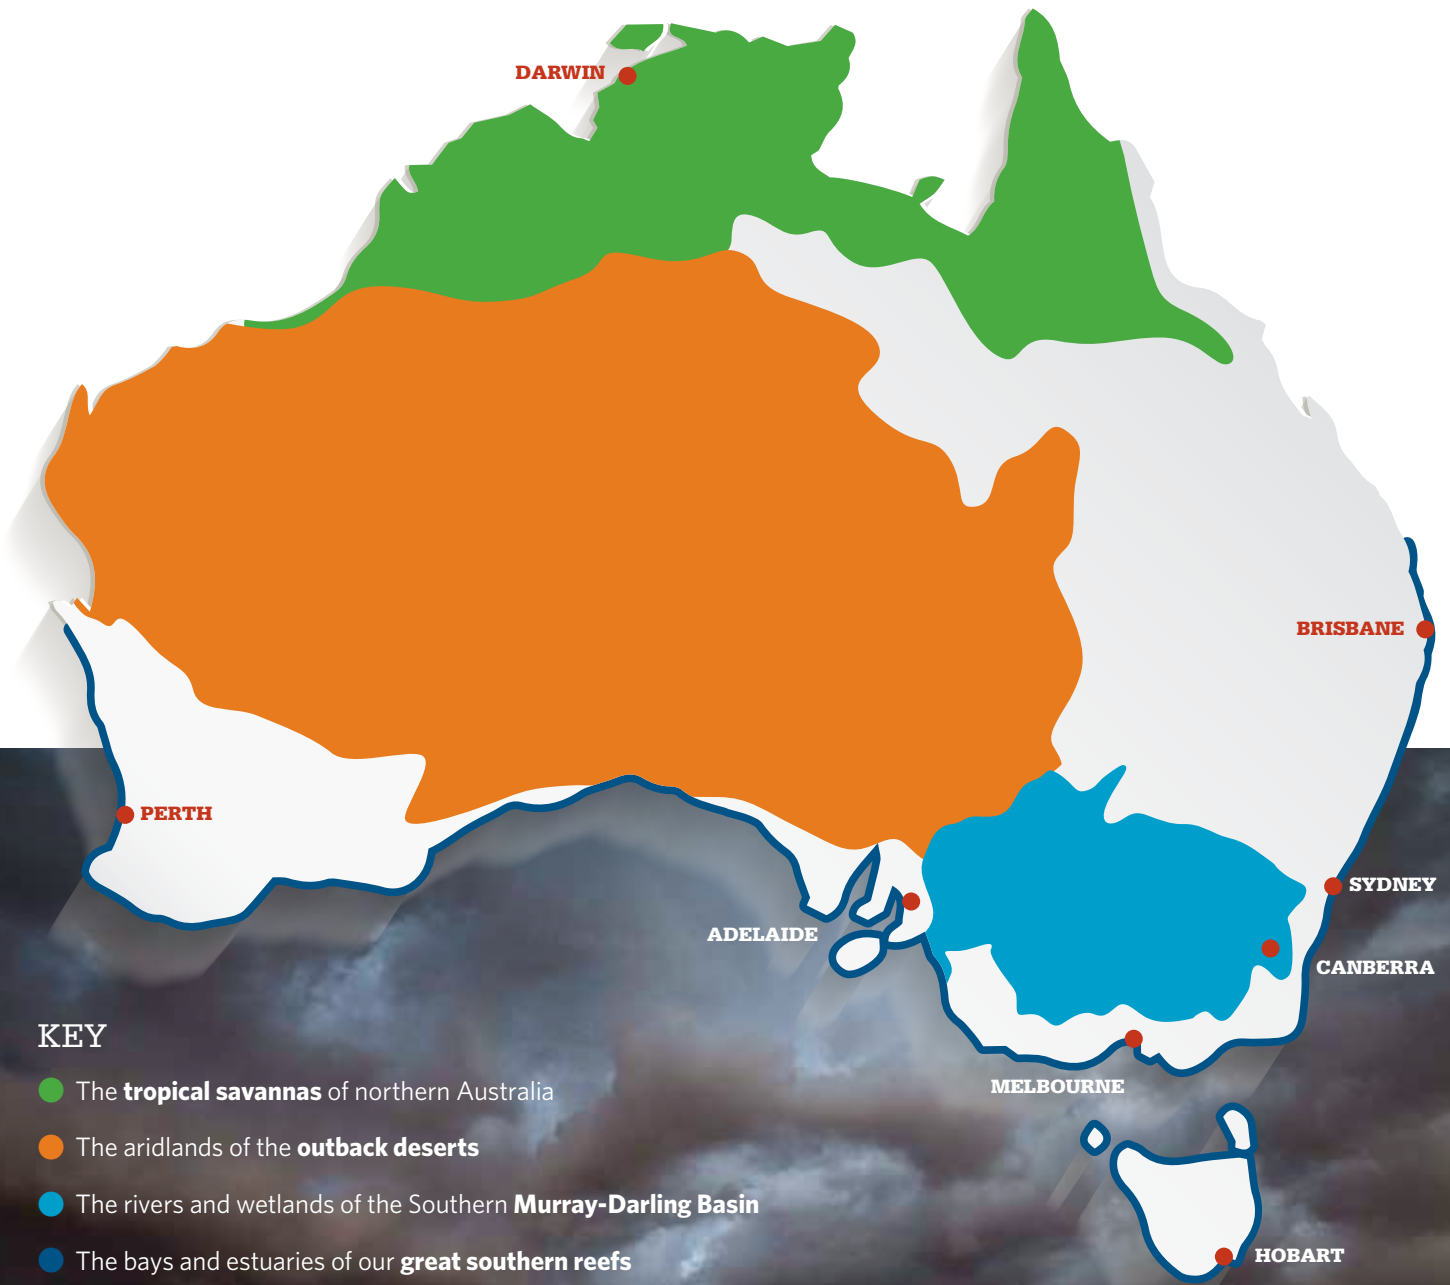 DARWIN
BRISBANE
PERTH
SYDNEY
ADELAIDE
CANBERRA
KEY
MELBOURNE
The tropical savannas of northern Australia
The aridlands of the outback deserts
The rivers and wetlands of the Southern Murray-Darling Basin
The bays and estuaries of our great southern reefs
HOBART